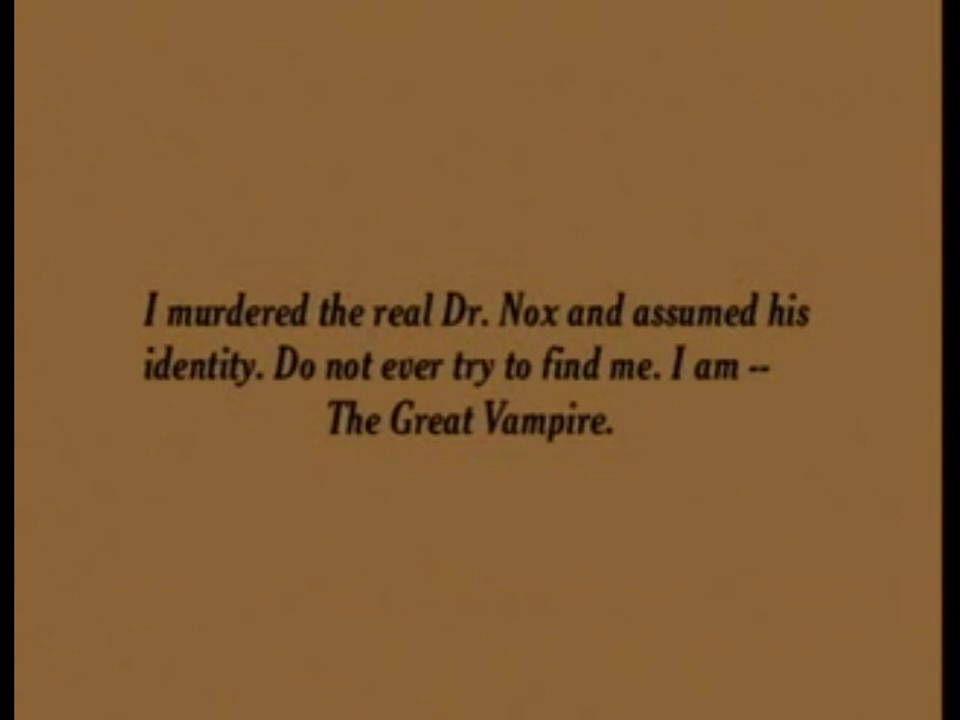 I murdered the real Dr. Nox and assumed his
identity. Do not ever try to find me. I am --
The Great Vampire.